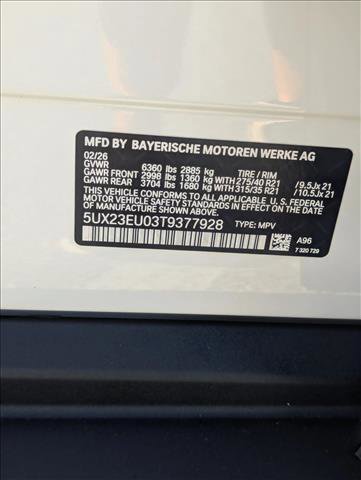 MFD BY BAYERISCHE MOTOREN WERKE AG
02/26
GVWR 6360 lbs 2885 kg TIRE / RIM
GAWR FRONT 2998 lbs 1360 kg WITH 275/40 R21 /9.5Jx 21
GAWR REAR 3704 lbs 1680 kg WITH 315/35 R21 /10.5Jx 21
THIS VEHICLE CONFORMS TO ALL APPLICABLE
U.S. FEDERAL MOTOR VEHICLE SAFETY AND
THEFT PREVENTION STANDARDS IN EFFECT ON
THE DATE OF MANUFACTURE SHOWN ABOVE.
5UX23EU03T9377928 TYPE: MPV
A96
7 320 729